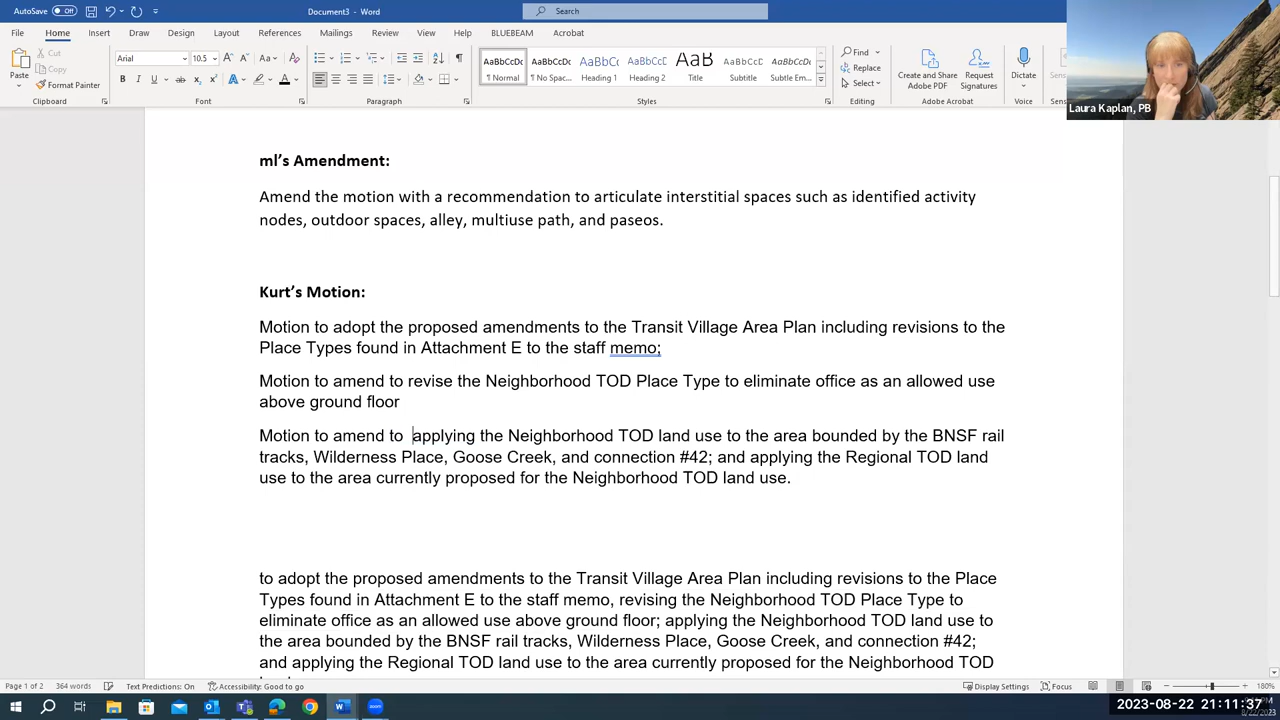 AutoSave Off
Document3 - Word
Search
File Home Insert Draw Design Layout References Mailings Review View Help BLUEBEAM Acrobat
Paste
Cut
Copy
Format Painter
Clipboard
Arial 10.5
Font
Paragraph
AaBbCcDc AaBbCcDc AaBbCc AaBbCcD AaB AaBbCcD AaBbCcDc
¶ Normal ¶ No Spac... Heading 1 Heading 2 Title Subtitle Subtle Em...
Styles
Find
Replace
Select
Editing
Create and Share
Adobe PDF
Request
Signatures
Adobe Acrobat
Dictate
Voice
Sens
Laura Kaplan, PB
ml’s Amendment:
Amend the motion with a recommendation to articulate interstitial spaces such as identified activity
nodes, outdoor spaces, alley, multiuse path, and paseos.
Kurt’s Motion:
Motion to adopt the proposed amendments to the Transit Village Area Plan including revisions to the
Place Types found in Attachment E to the staff memo;
Motion to amend to revise the Neighborhood TOD Place Type to eliminate office as an allowed use
above ground floor
Motion to amend to applying the Neighborhood TOD land use to the area bounded by the BNSF rail
tracks, Wilderness Place, Goose Creek, and connection #42; and applying the Regional TOD land
use to the area currently proposed for the Neighborhood TOD land use.
to adopt the proposed amendments to the Transit Village Area Plan including revisions to the Place
Types found in Attachment E to the staff memo, revising the Neighborhood TOD Place Type to
eliminate office as an allowed use above ground floor; applying the Neighborhood TOD land use to
the area bounded by the BNSF rail tracks, Wilderness Place, Goose Creek, and connection #42;
and applying the Regional TOD land use to the area currently proposed for the Neighborhood TOD
Page 1 of 2 364 words Text Predictions: On Accessibility: Good to go Display Settings Focus 180%
2023-08-22 21:11:37
8/22/2023